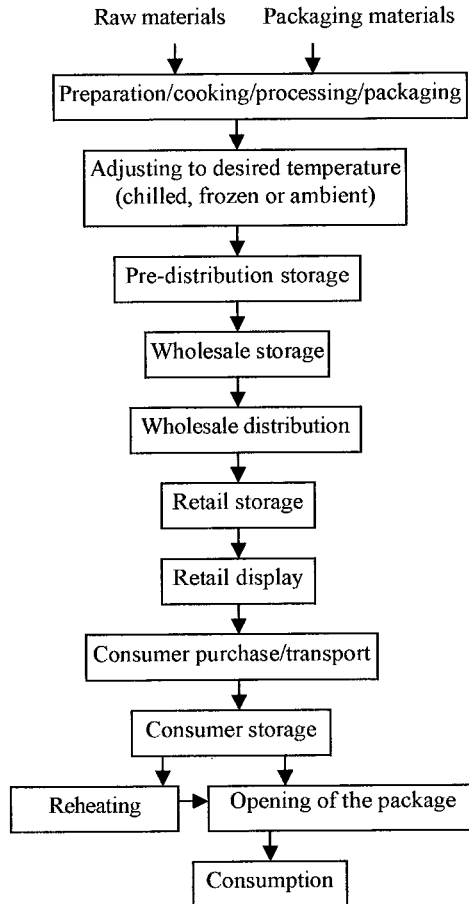 Raw materials
Packaging materials
Preparation/cooking/processing/packaging
Adjusting to desired temperature
(chilled, frozen or ambient)
Pre-distribution storage
Wholesale storage
Wholesale distribution
Retail storage
Retail display
Consumer purchase/transport
Consumer storage
Reheating
Opening of the package
Consumption